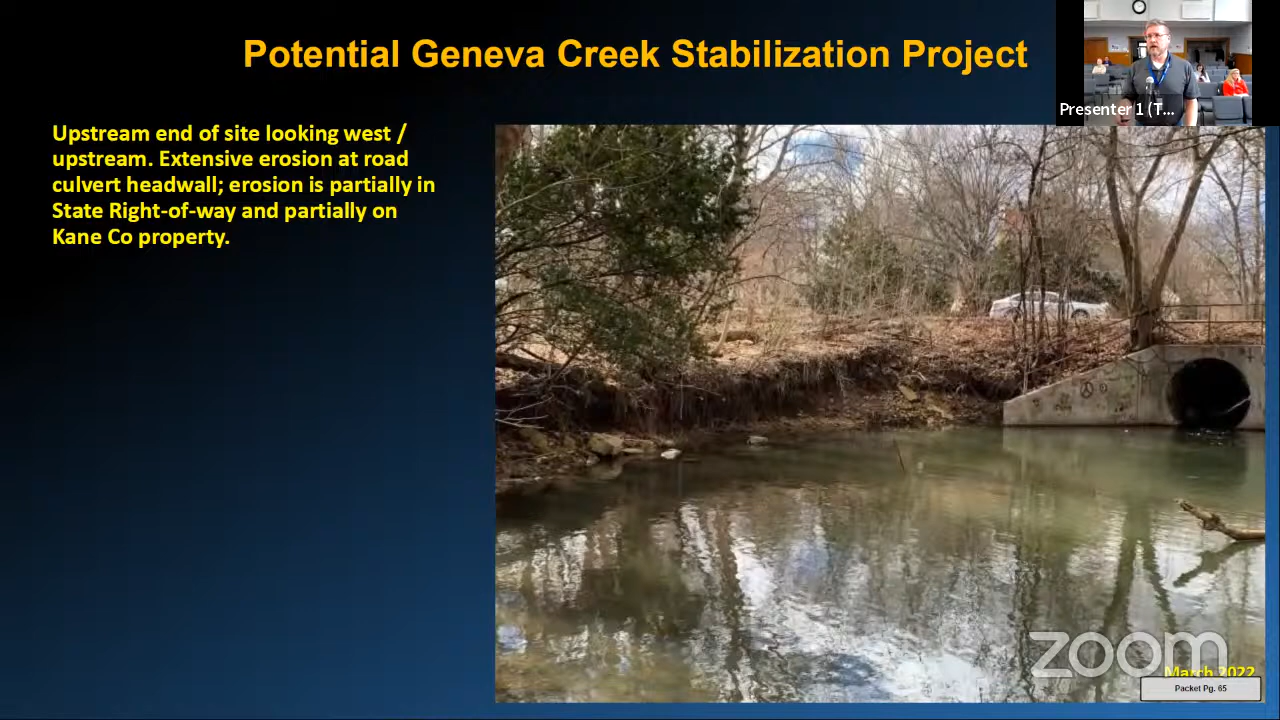 Potential Geneva Creek Stabilization Project
Presenter 1 (T...
Upstream end of site looking west /
upstream. Extensive erosion at road
culvert headwall; erosion is partially in
State Right-of-way and partially on
Kane Co property.
zoom
March 2022
Packet Pg. 65